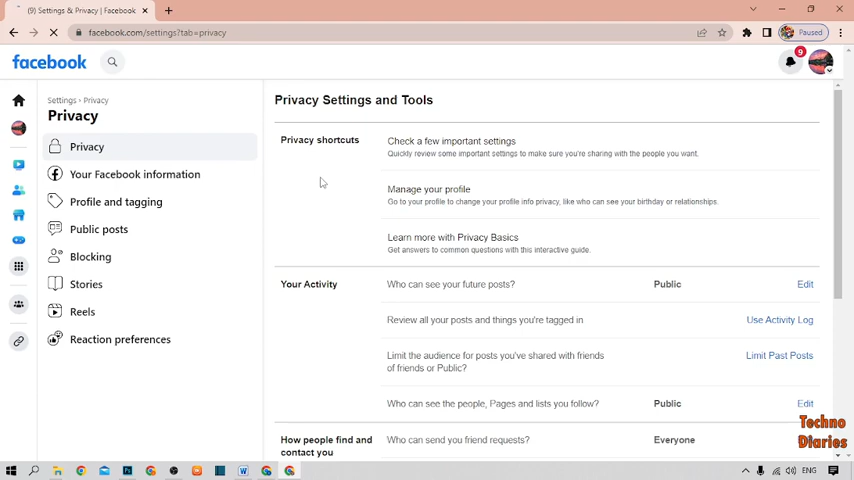 (9) Settings & Privacy | Facebook
facebook.com/settings?tab=privacy
Paused
facebook
9
Settings › Privacy
Privacy
Privacy
Your Facebook information
Profile and tagging
Public posts
Blocking
Stories
Reels
Reaction preferences
Privacy Settings and Tools
Privacy shortcuts
Check a few important settings
Quickly review some important settings to make sure you're sharing with the people you want.
Manage your profile
Go to your profile to change your profile info privacy, like who can see your birthday or relationships.
Learn more with Privacy Basics
Get answers to common questions with this interactive guide.
Your Activity
Who can see your future posts? Public Edit
Review all your posts and things you're tagged in Use Activity Log
Limit the audience for posts you've shared with friends Limit Past Posts
of friends or Public?
Who can see the people, Pages and lists you follow? Public Edit
How people find and
contact you
Who can send you friend requests? Everyone
Techno
Diaries
ENG